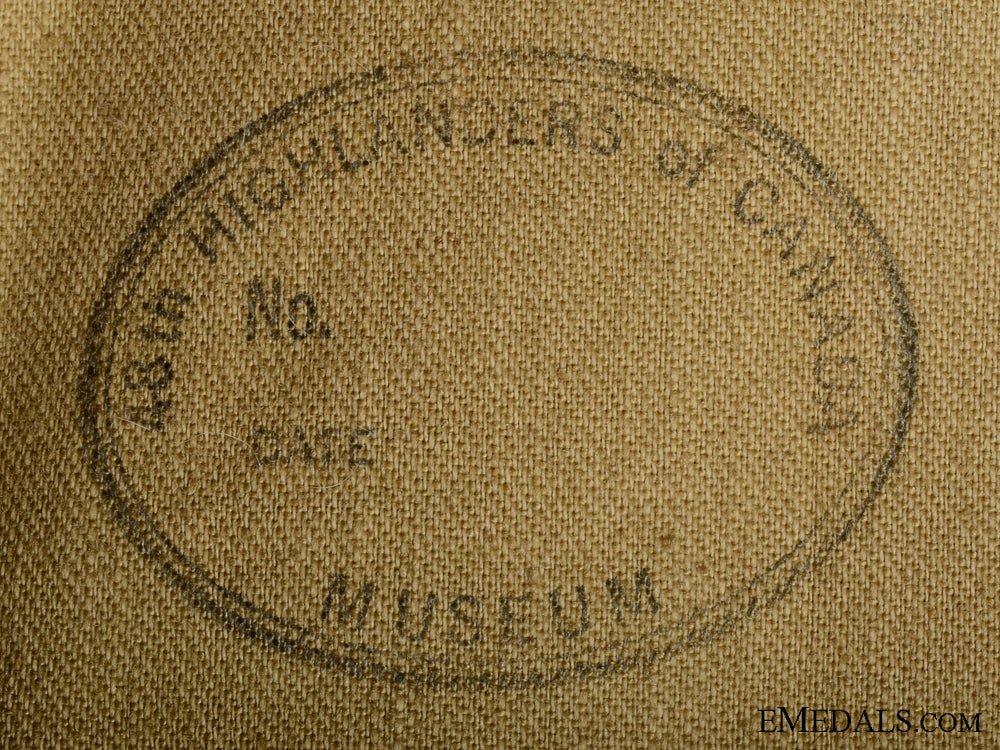 48th HIGHLANDERS of CANADA
No.
DATE
MUSEUM
EMEDALS.COM